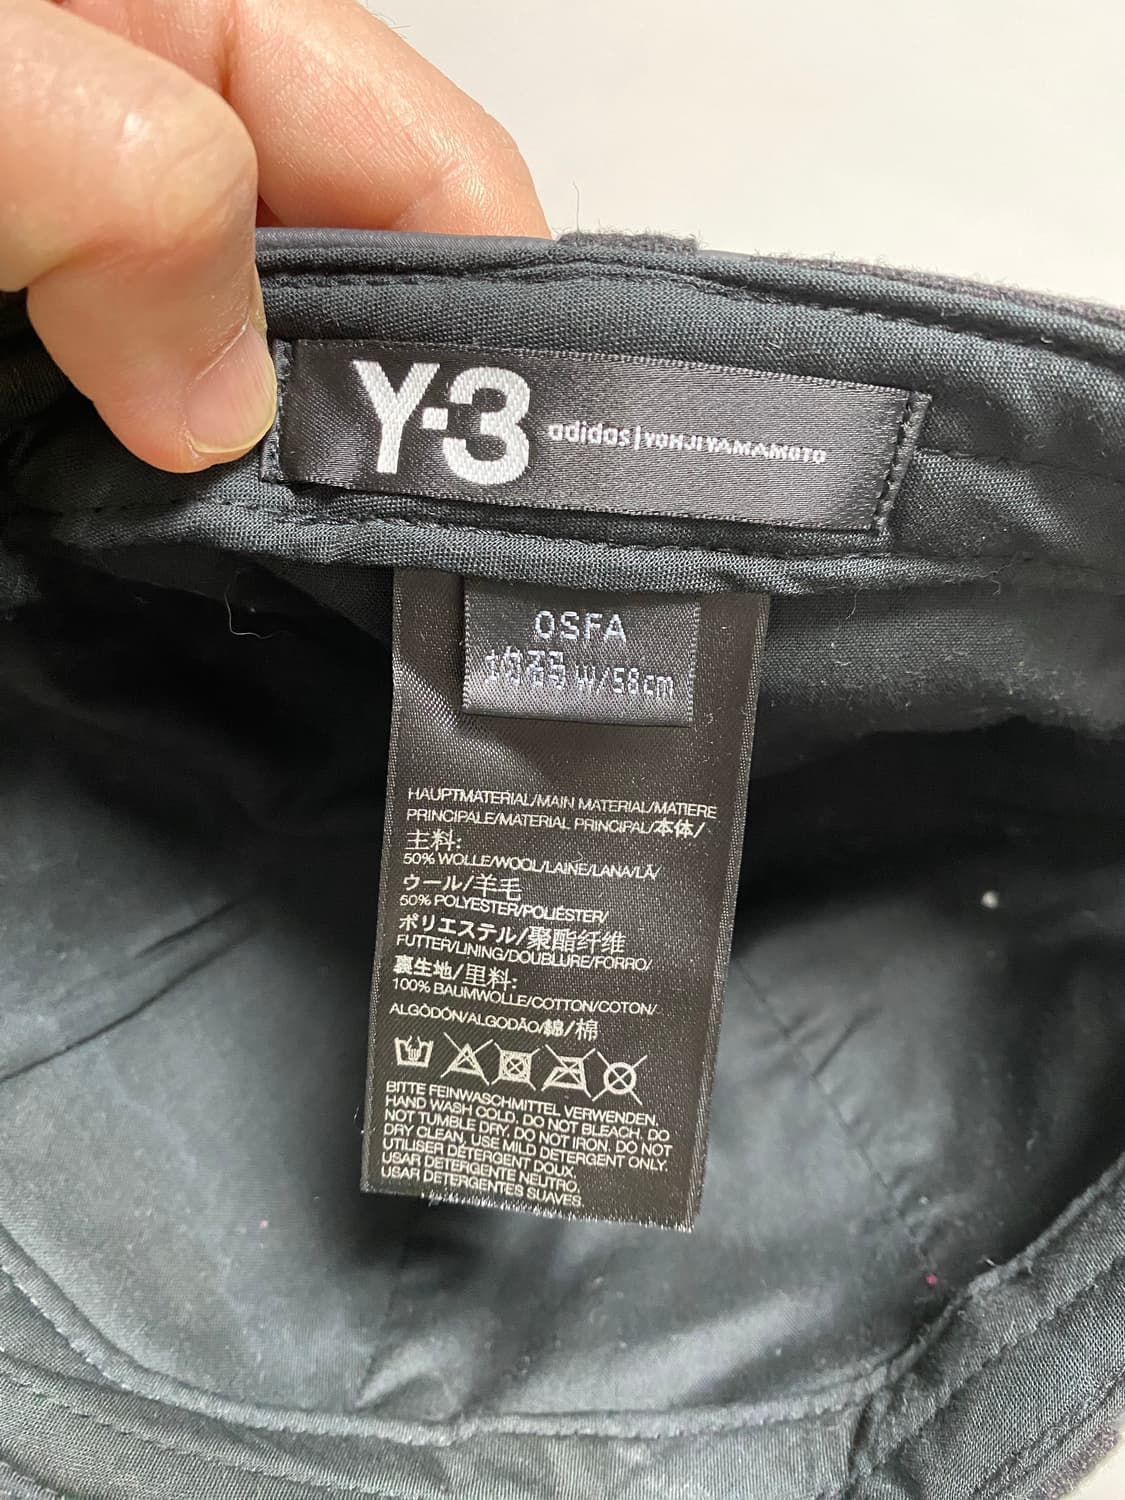 Y-3 adidas | YOHJI YAMAMOTO
OSFA
均码 W/58cm
HAUPTMATERIAL/MAIN MATERIAL/MATIERE
PRINCIPALE/MATERIAL PRINCIPAL/本体/
主料:
50% WOLLE/WOOL/LAINE/LANA/LÃ/
ウール/羊毛
50% POLYESTER/POLIÉSTER/
ポリエステル/聚酯纤维
FUTTER/LINING/DOUBLURE/FORRO/
裏生地/里料:
100% BAUMWOLLE/COTTON/COTON/
ALGODÓN/ALGODÃO/綿/棉
BITTE FEINWASCHMITTEL VERWENDEN.
HAND WASH COLD, DO NOT BLEACH, DO
NOT TUMBLE DRY, DO NOT IRON, DO NOT
DRY CLEAN, USE MILD DETERGENT ONLY.
UTILISER DÉTERGENT DOUX.
USAR DETERGENTE NEUTRO.
USAR DETERGENTES SUAVES.